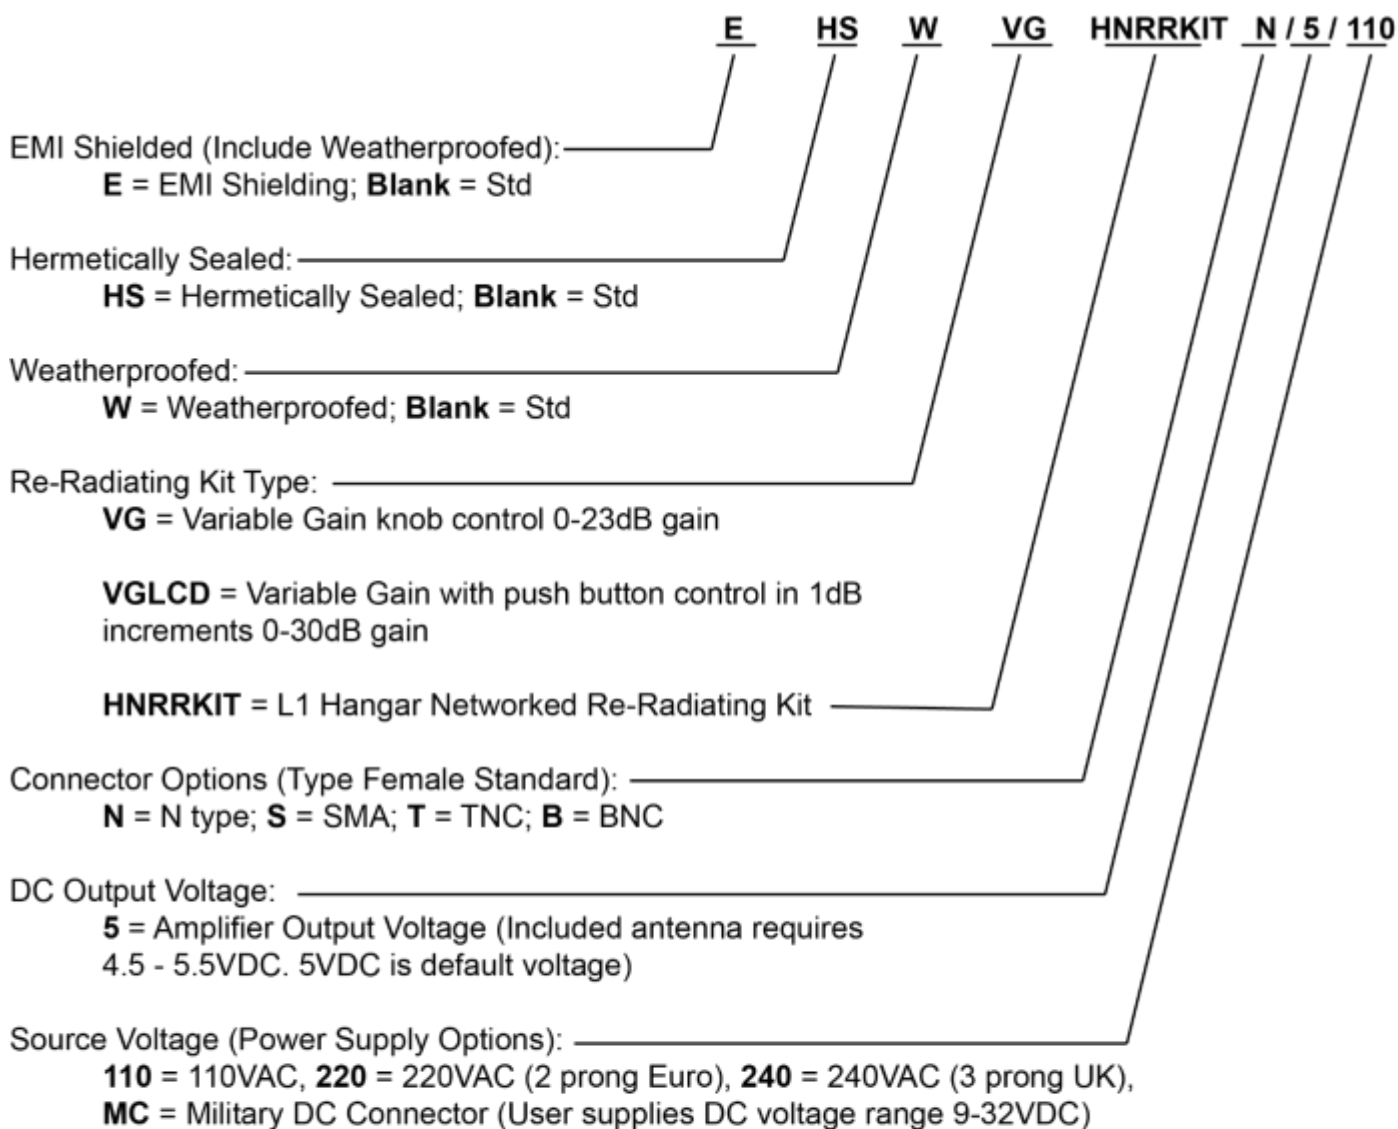 E HS W VG HNRRKIT N / 5 / 110
EMI Shielded (Include Weatherproofed):
E = EMI Shielding; Blank = Std
Hermetically Sealed:
HS = Hermetically Sealed; Blank = Std
Weatherproofed:
W = Weatherproofed; Blank = Std
Re-Radiating Kit Type:
VG = Variable Gain knob control 0-23dB gain
VGLCD = Variable Gain with push button control in 1dB
increments 0-30dB gain
HNRRKIT = L1 Hangar Networked Re-Radiating Kit
Connector Options (Type Female Standard):
N = N type; S = SMA; T = TNC; B = BNC
DC Output Voltage:
5 = Amplifier Output Voltage (Included antenna requires
4.5 - 5.5VDC. 5VDC is default voltage)
Source Voltage (Power Supply Options):
110 = 110VAC, 220 = 220VAC (2 prong Euro), 240 = 240VAC (3 prong UK),
MC = Military DC Connector (User supplies DC voltage range 9-32VDC)